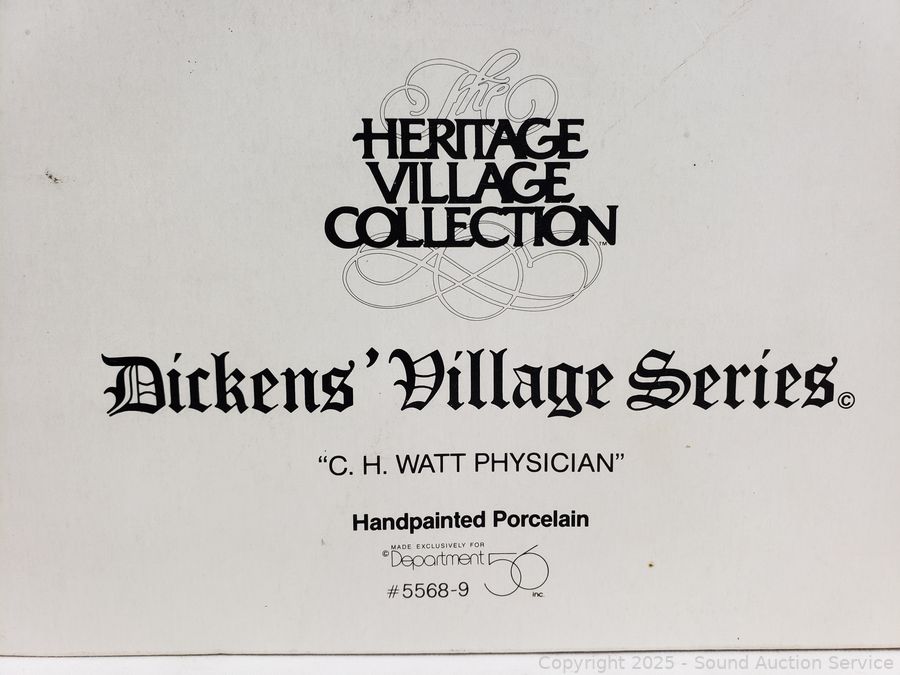 The
HERITAGE
VILLAGE
COLLECTION™
Dickens' Village Series©
"C. H. WATT PHYSICIAN"
Handpainted Porcelain
MADE EXCLUSIVELY FOR
©Department 56 inc.
#5568-9
Copyright 2025 - Sound Auction Service